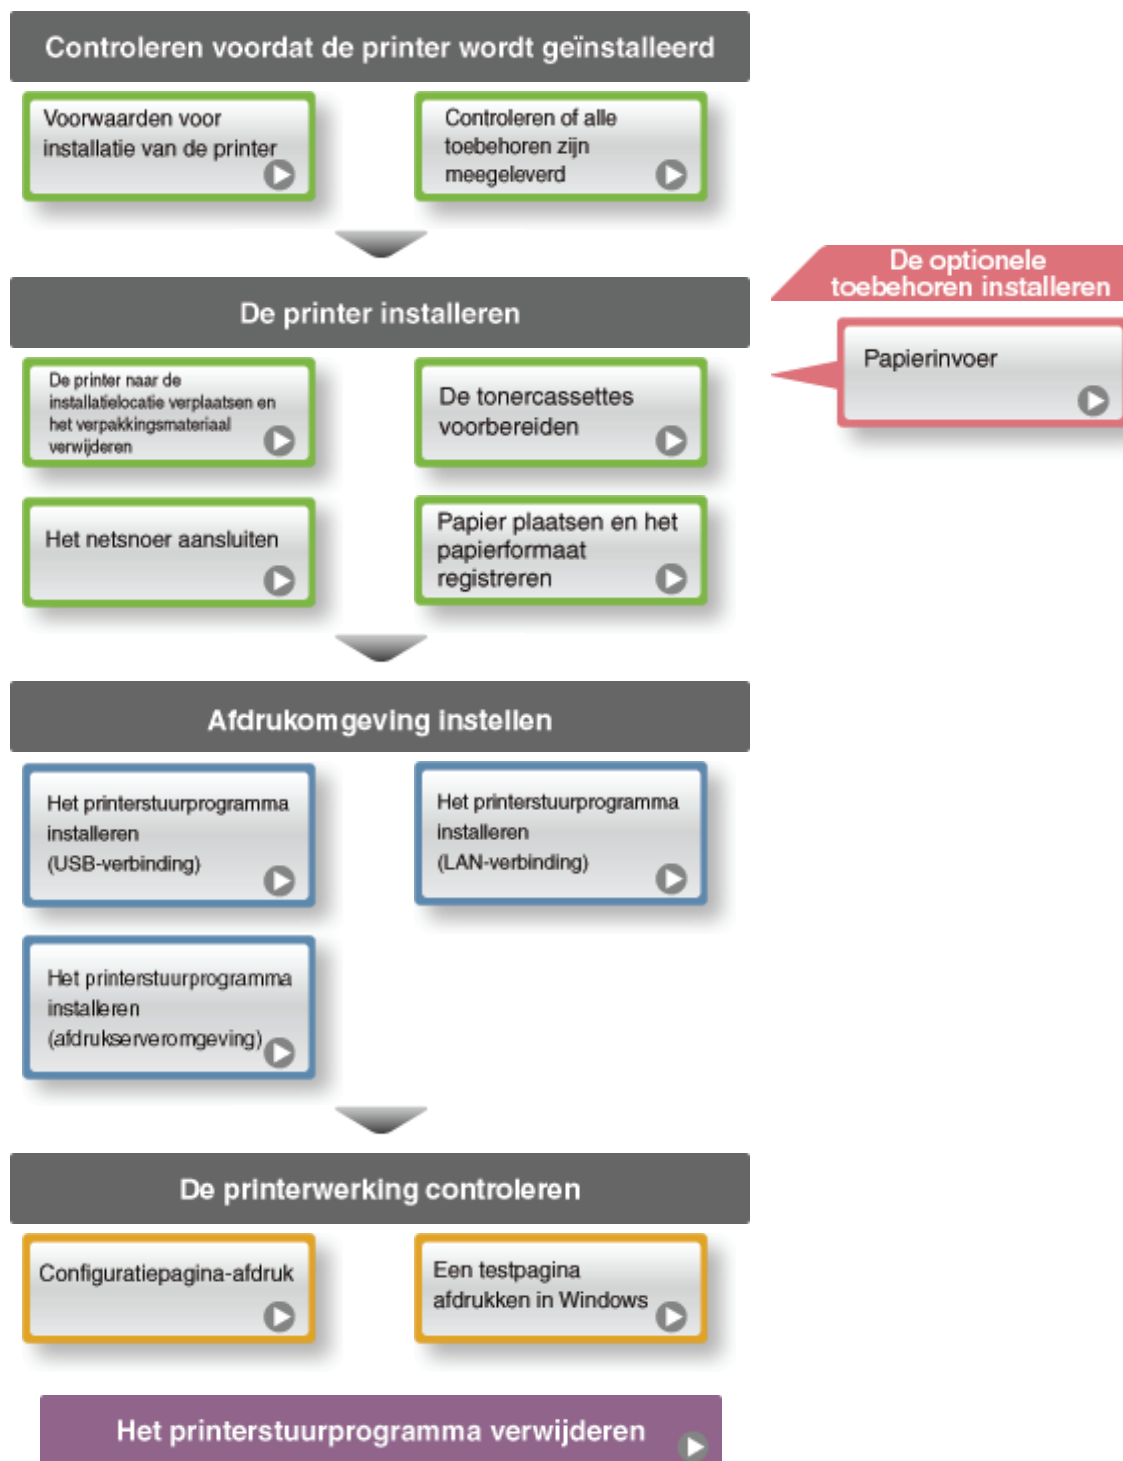 Controleren voordat de printer wordt geïnstalleerd
Voorwaarden voor
installatie van de printer
Controleren of alle
toebehoren zijn
meegeleverd
De printer installeren
De optionele
toebehoren installeren
De printer naar de
installatielocatie verplaatsen en
het verpakkingsmateriaal
verwijderen
De tonercassettes
voorbereiden
Papierinvoer
Het netsnoer aansluiten
Papier plaatsen en het
papierformaat
registreren
Afdrukomgeving instellen
Het printerstuurprogramma
installeren
(USB-verbinding)
Het printerstuurprogramma
installeren
(LAN-verbinding)
Het printerstuurprogramma
installeren
(afdrukserveromgeving)
De printerwerking controleren
Configuratiepagina-afdruk
Een testpagina
afdrukken in Windows
Het printerstuurprogramma verwijderen